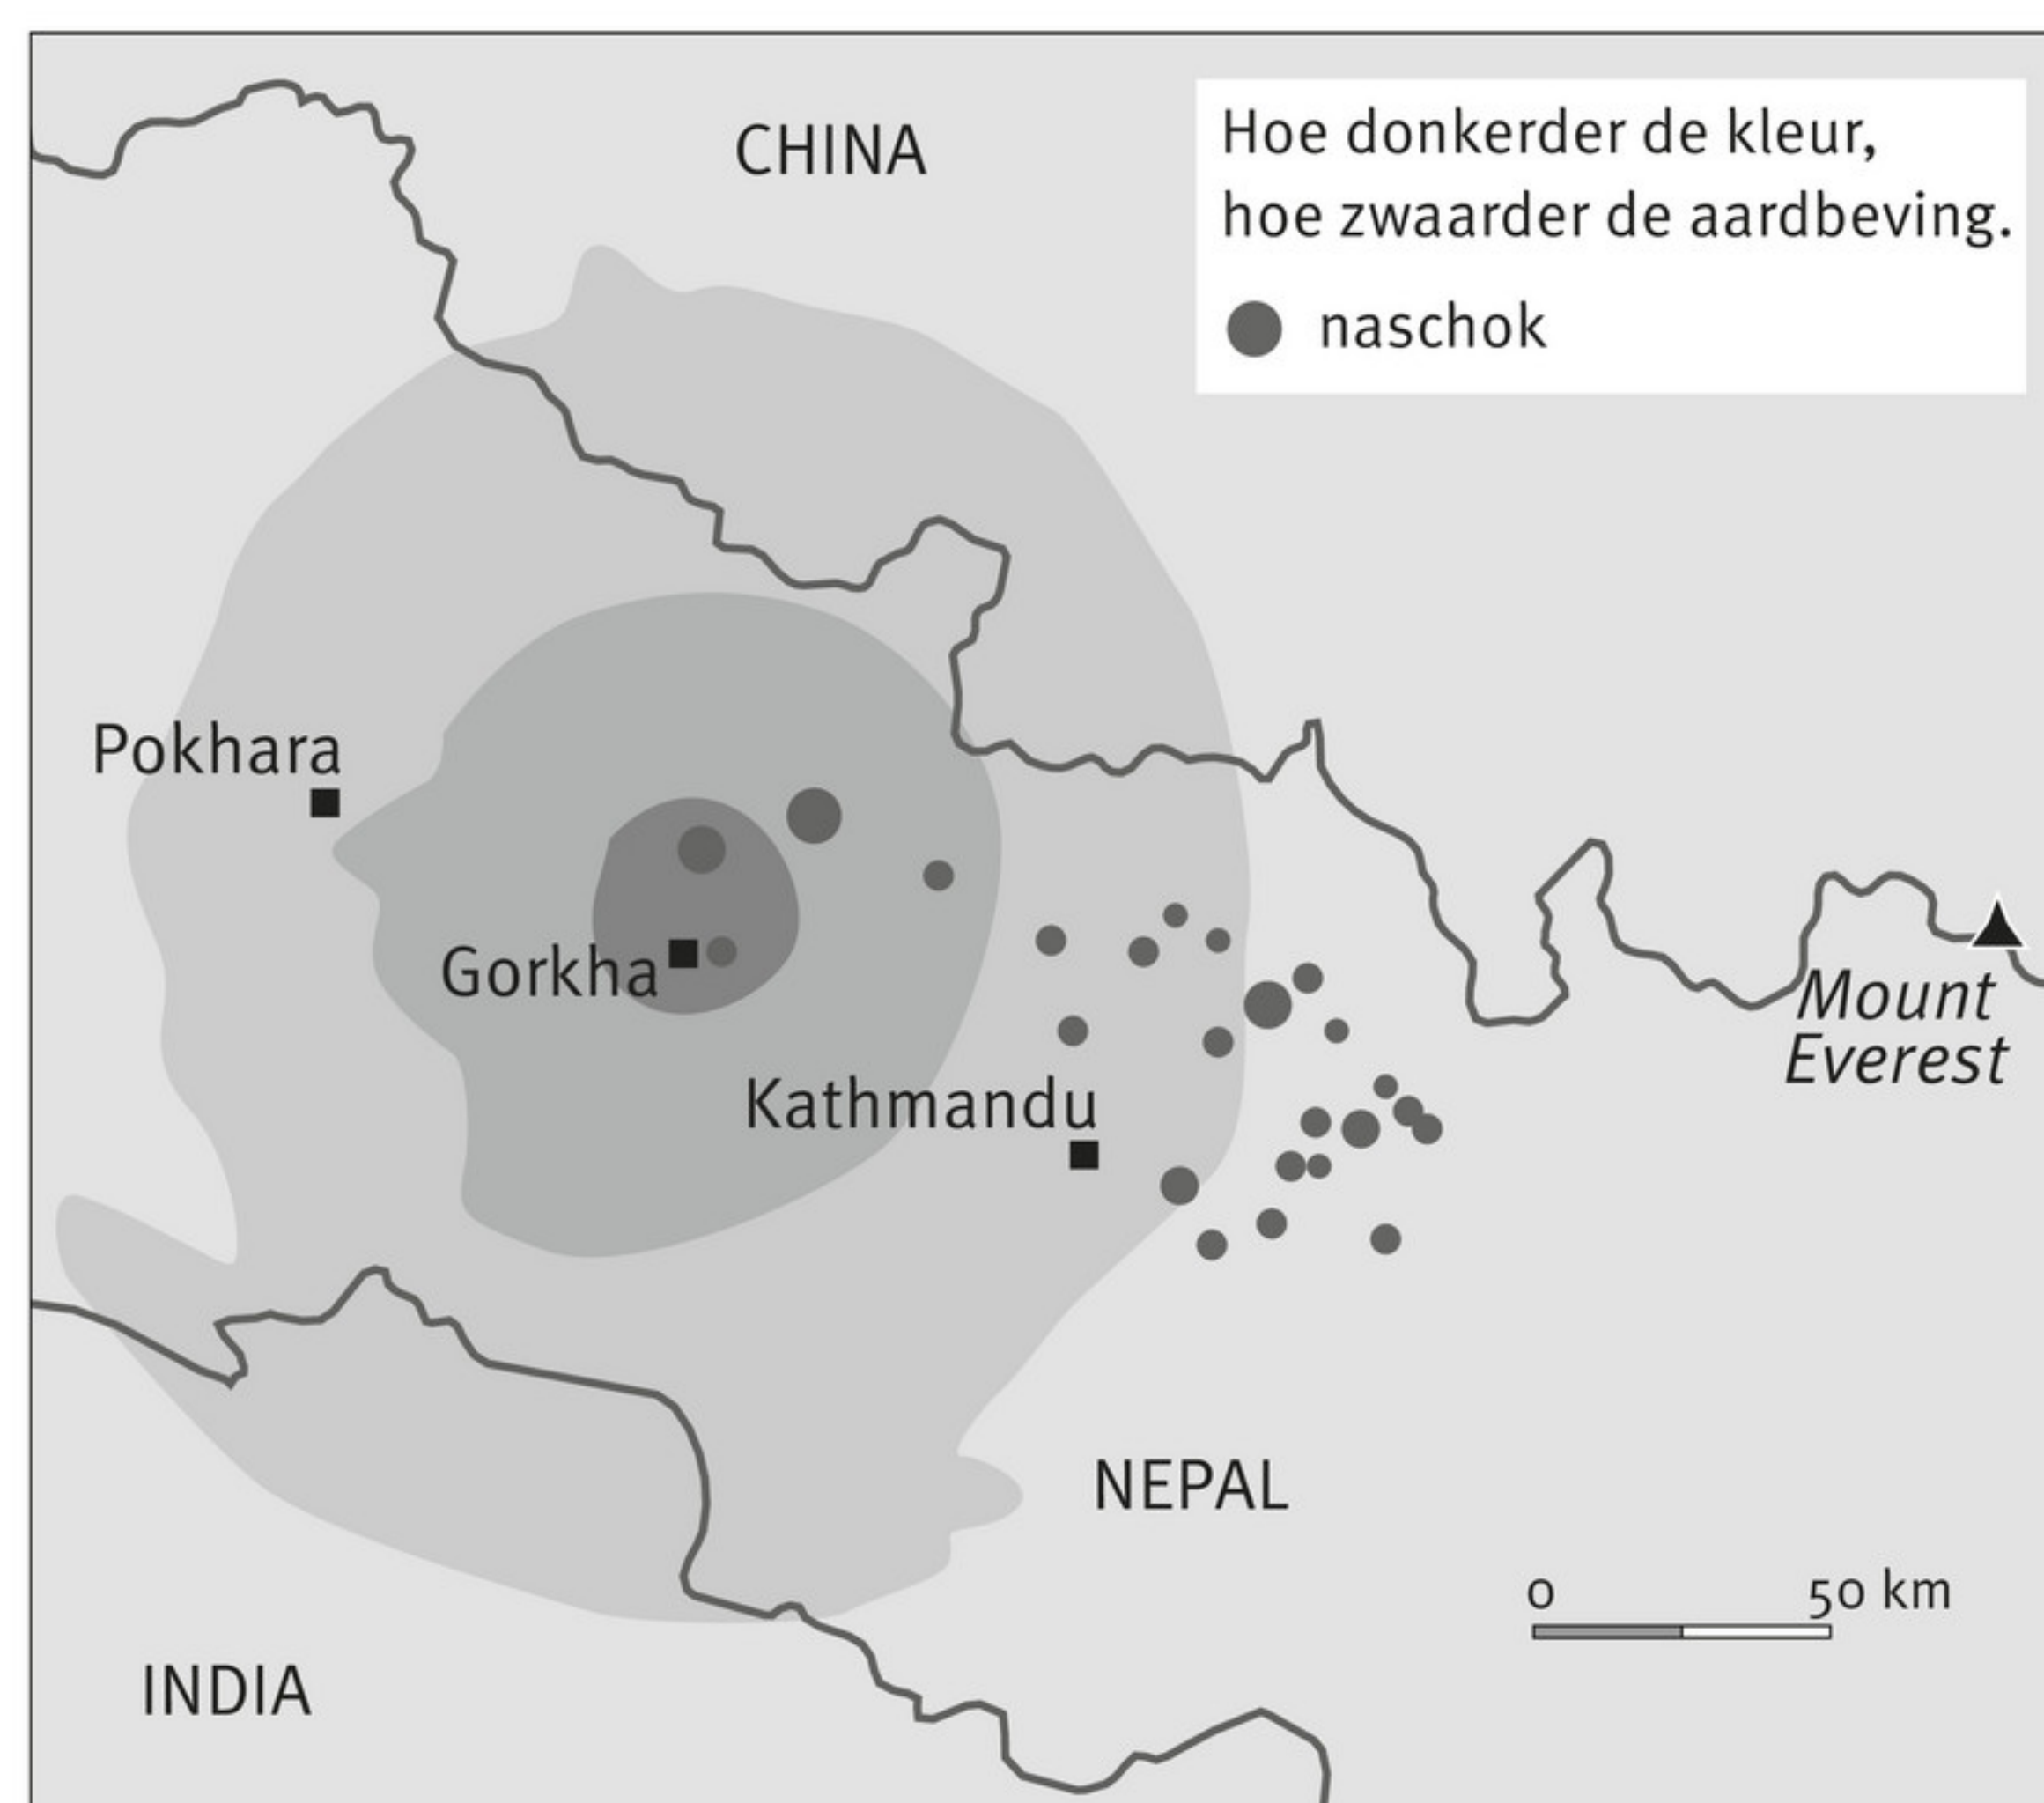 CHINA
Hoe donkerder de kleur,
hoe zwaarder de aardbeving.
naschok
Pokhara
Gorkha
Kathmandu
Mount
Everest
NEPAL
0 50 km
INDIA